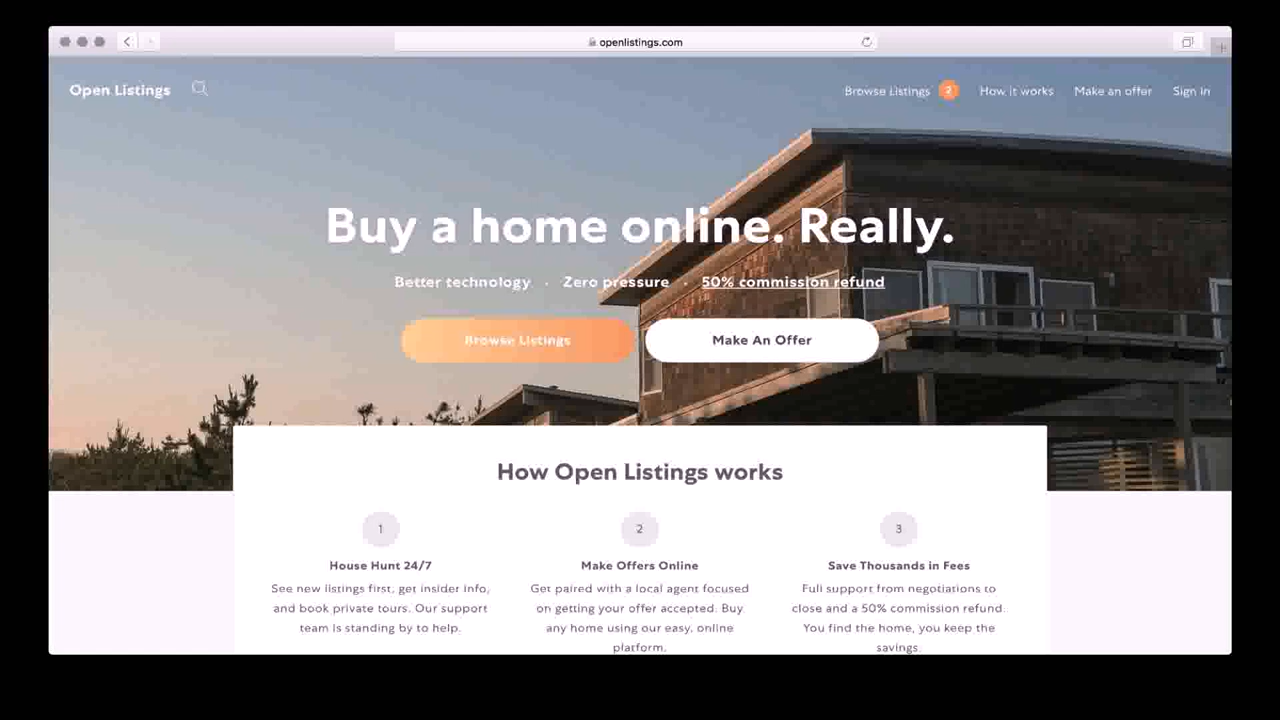 openlistings.com
Open Listings
Browse Listings 2 How it works Make an offer Sign In
Buy a home online. Really.
Better technology · Zero pressure · 50% commission refund
Browse Listings Make An Offer
How Open Listings works
1 2 3
House Hunt 24/7
See new listings first, get insider info,
and book private tours. Our support
team is standing by to help.
Make Offers Online
Get paired with a local agent focused
on getting your offer accepted. Buy
any home using our easy, online
platform.
Save Thousands in Fees
Full support from negotiations to
close and a 50% commission refund.
You find the home, you keep the
savings.